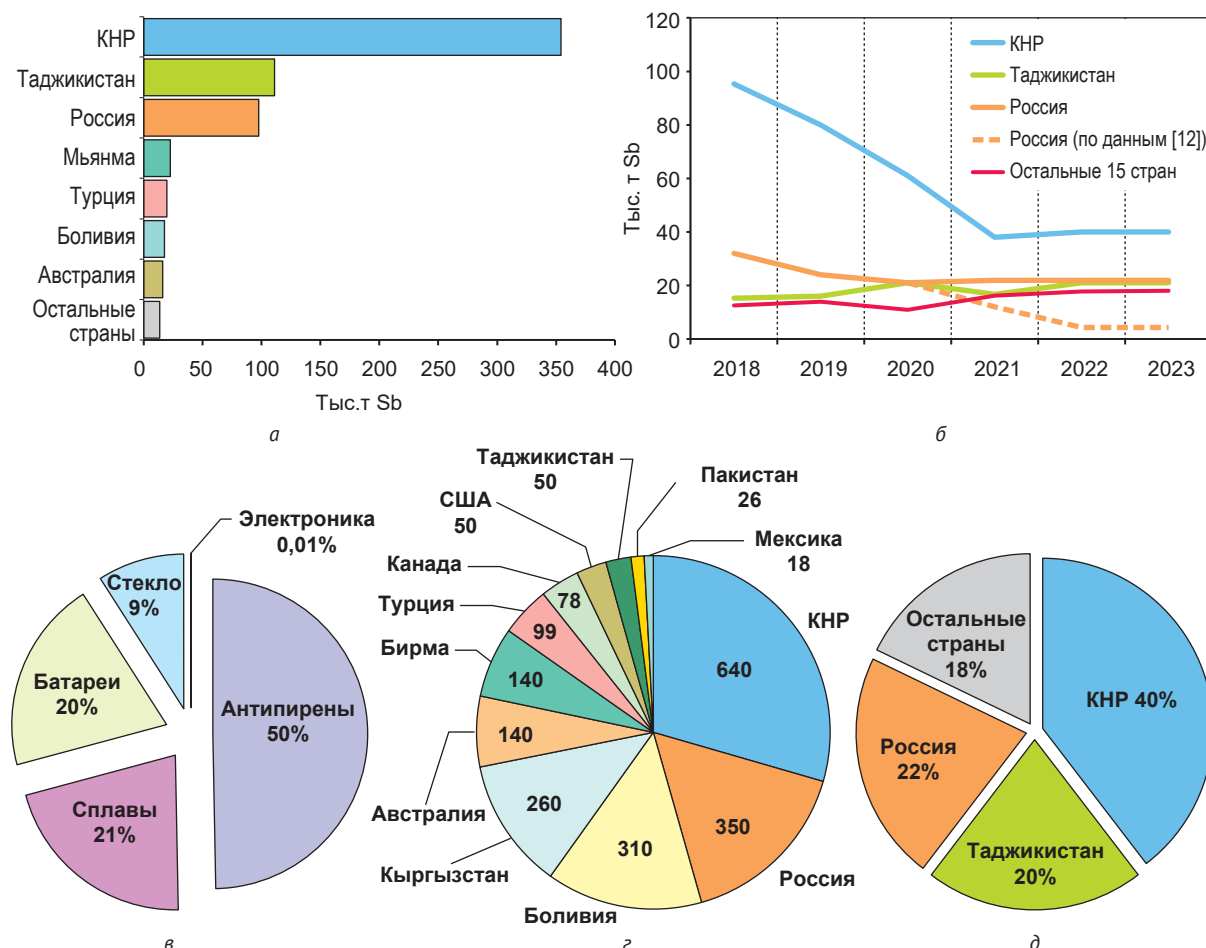 КНР
Таджикистан
Россия
Мьянма
Турция
Боливия
Австралия
Остальные
страны
0 50 100 150 200 250 300 350 400
Тыс.т Sb
а
120
100
80
60
40
20
0
Тыс. т Sb
КНР
Таджикистан
Россия
Россия (по данным [12])
Остальные 15 стран
2018 2019 2020 2021 2022 2023
б
Электроника
0,01%
Стекло
9%
Батареи
20%
Антипирены
50%
Сплавы
21%
в
Таджикистан
50
США
50
Канада
78
Турция
99
Бирма
140
Австралия
140
Кыргызстан
260
Боливия
310
Россия
350
КНР
640
Мексика
18
Пакистан
26
г
Остальные
страны
18%
КНР 40%
Россия
22%
Таджикистан
20%
д